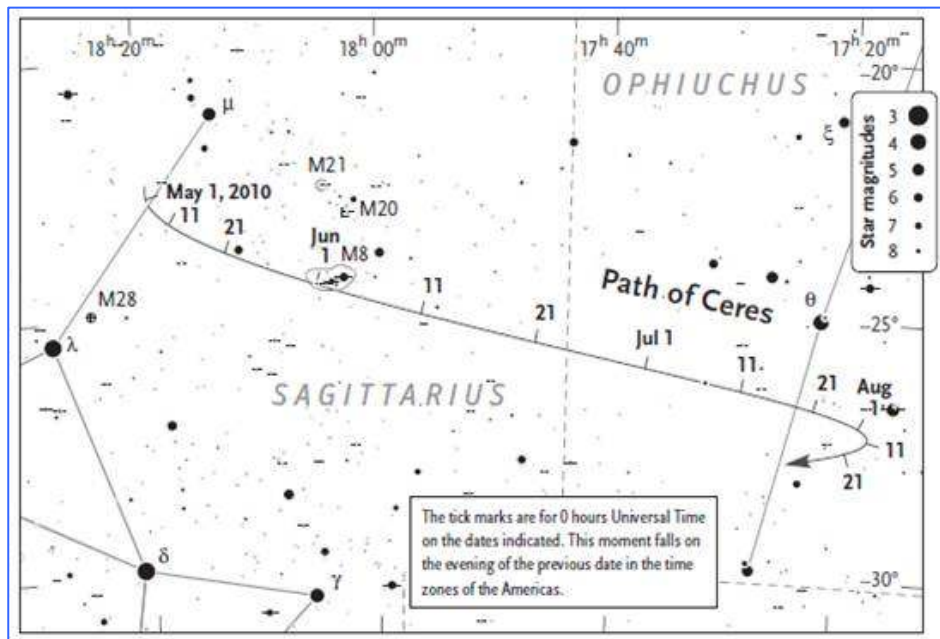 18h 20m
18h 00m
17h 40m
17h 20m
-20°
OPHIUCHUS
μ
ξ
Star magnitudes
3
4
5
6
7
8
M21
May 1, 2010
M20
11
21
Jun
1
M8
11
Path of Ceres
θ
M28
21
-25°
Jul 1
λ
11
21
Aug
1
SAGITTARIUS
11
21
The tick marks are for 0 hours Universal Time
on the dates indicated. This moment falls on
the evening of the previous date in the time
zones of the Americas.
δ
γ
-30°